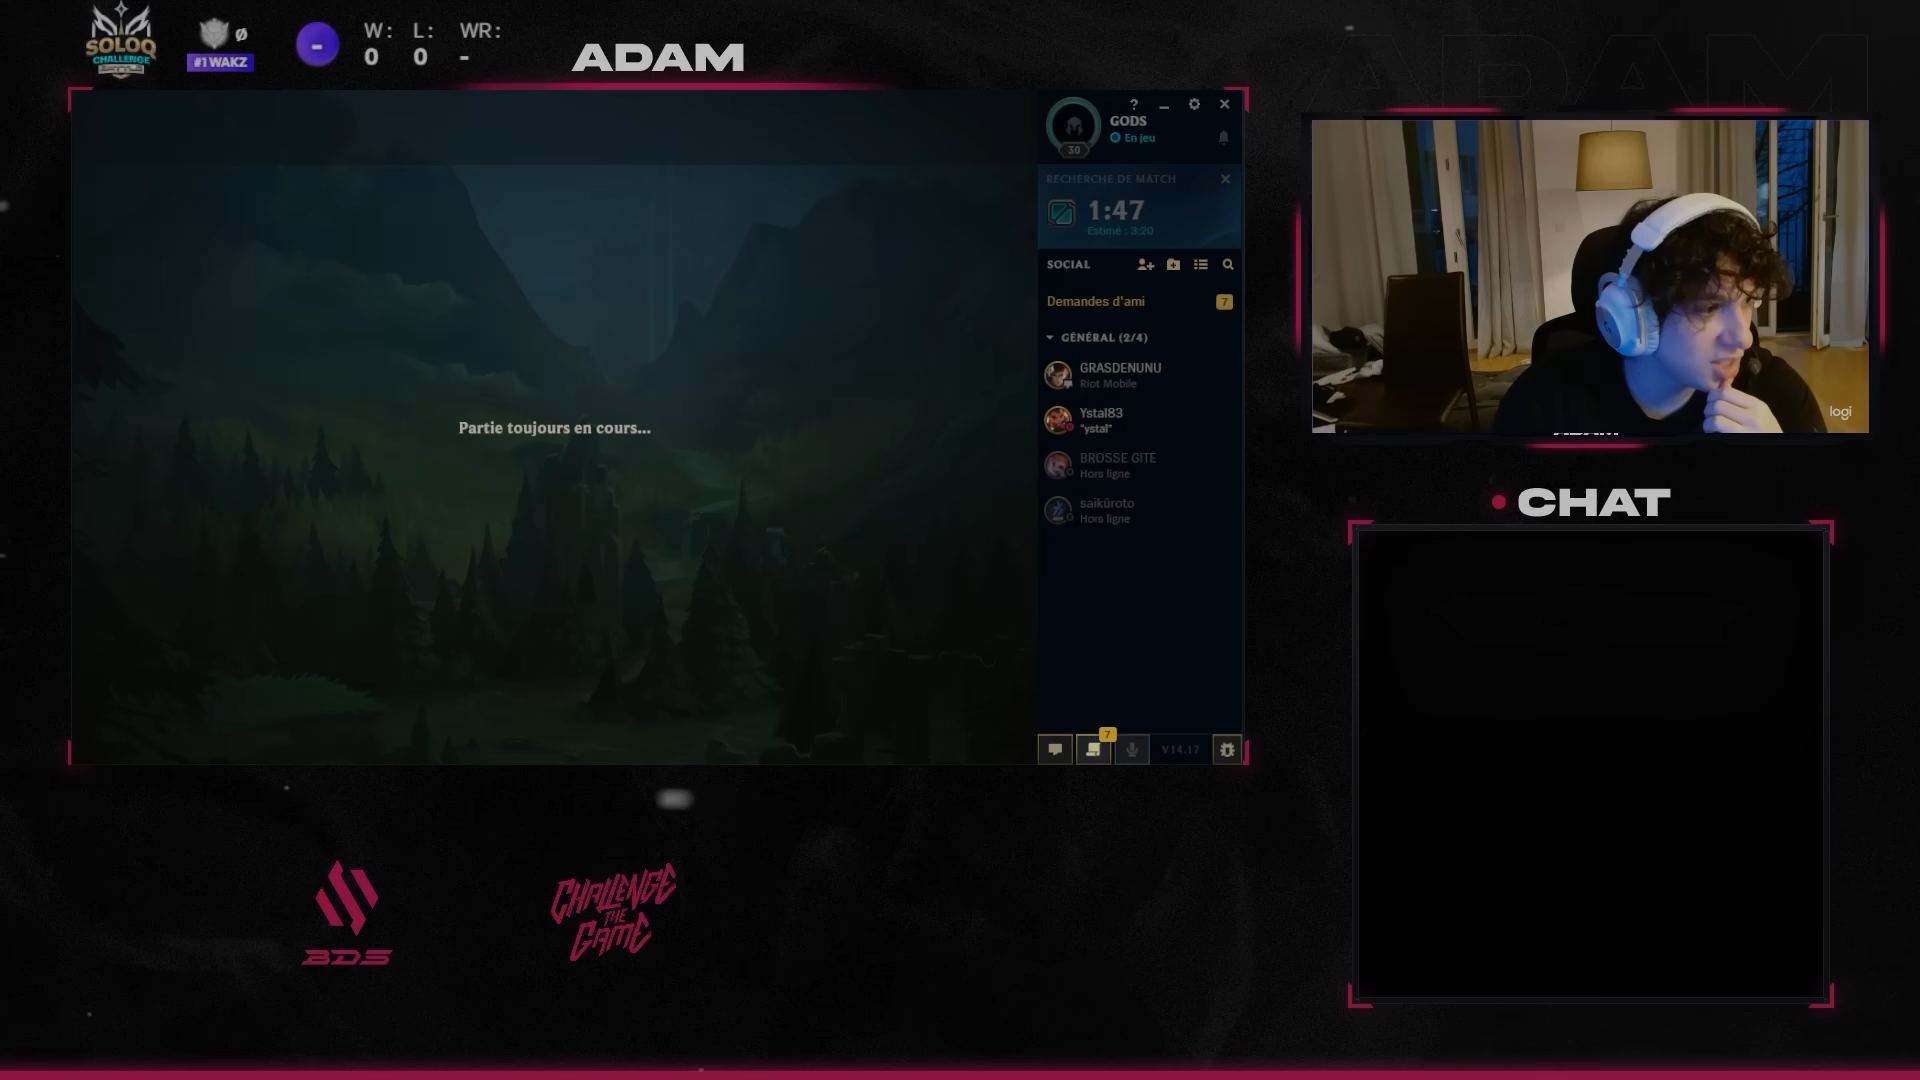 SOLOQ
CHALLENGE
Ø
#1 WAKZ
-
W: L: WR:
0 0 -
ADAM
ADAM
?
GODS
En jeu
30
RECHERCHE DE MATCH
1:47
Estimé : 3:20
SOCIAL
Demandes d'ami
7
GÉNÉRAL (2/4)
GRASDENUNU
Riot Mobile
Ystal83
"ystal"
BROSSE GITE
Hors ligne
saikūroto
Hors ligne
Partie toujours en cours...
7
V14.17
logi
CHAT
BDS
CHALLENGE
THE
GAME